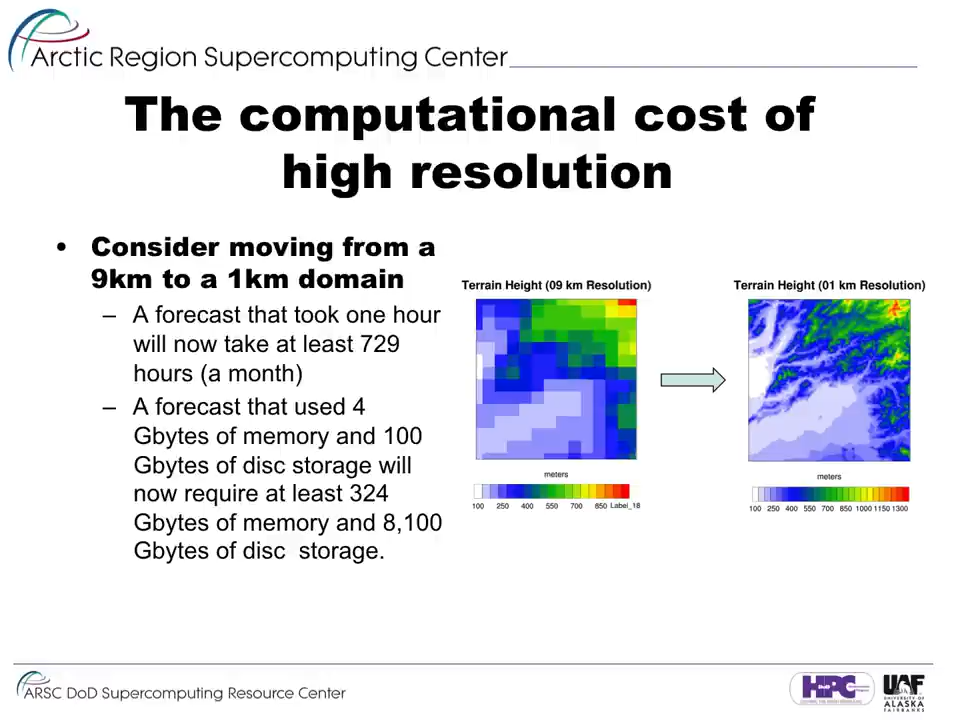 Arctic Region Supercomputing Center
The computational cost of
high resolution
• Consider moving from a
9km to a 1km domain
– A forecast that took one hour
will now take at least 729
hours (a month)
– A forecast that used 4
Gbytes of memory and 100
Gbytes of disc storage will
now require at least 324
Gbytes of memory and 8,100
Gbytes of disc  storage.
Terrain Height (09 km Resolution)
meters
100 250 400 550 700 850 Label_18
Terrain Height (01 km Resolution)
meters
100 250 400 550 700 850 1000 1150 1300
ARSC DoD Supercomputing Resource Center
HPC
UAF
UNIVERSITY OF
ALASKA
FAIRBANKS